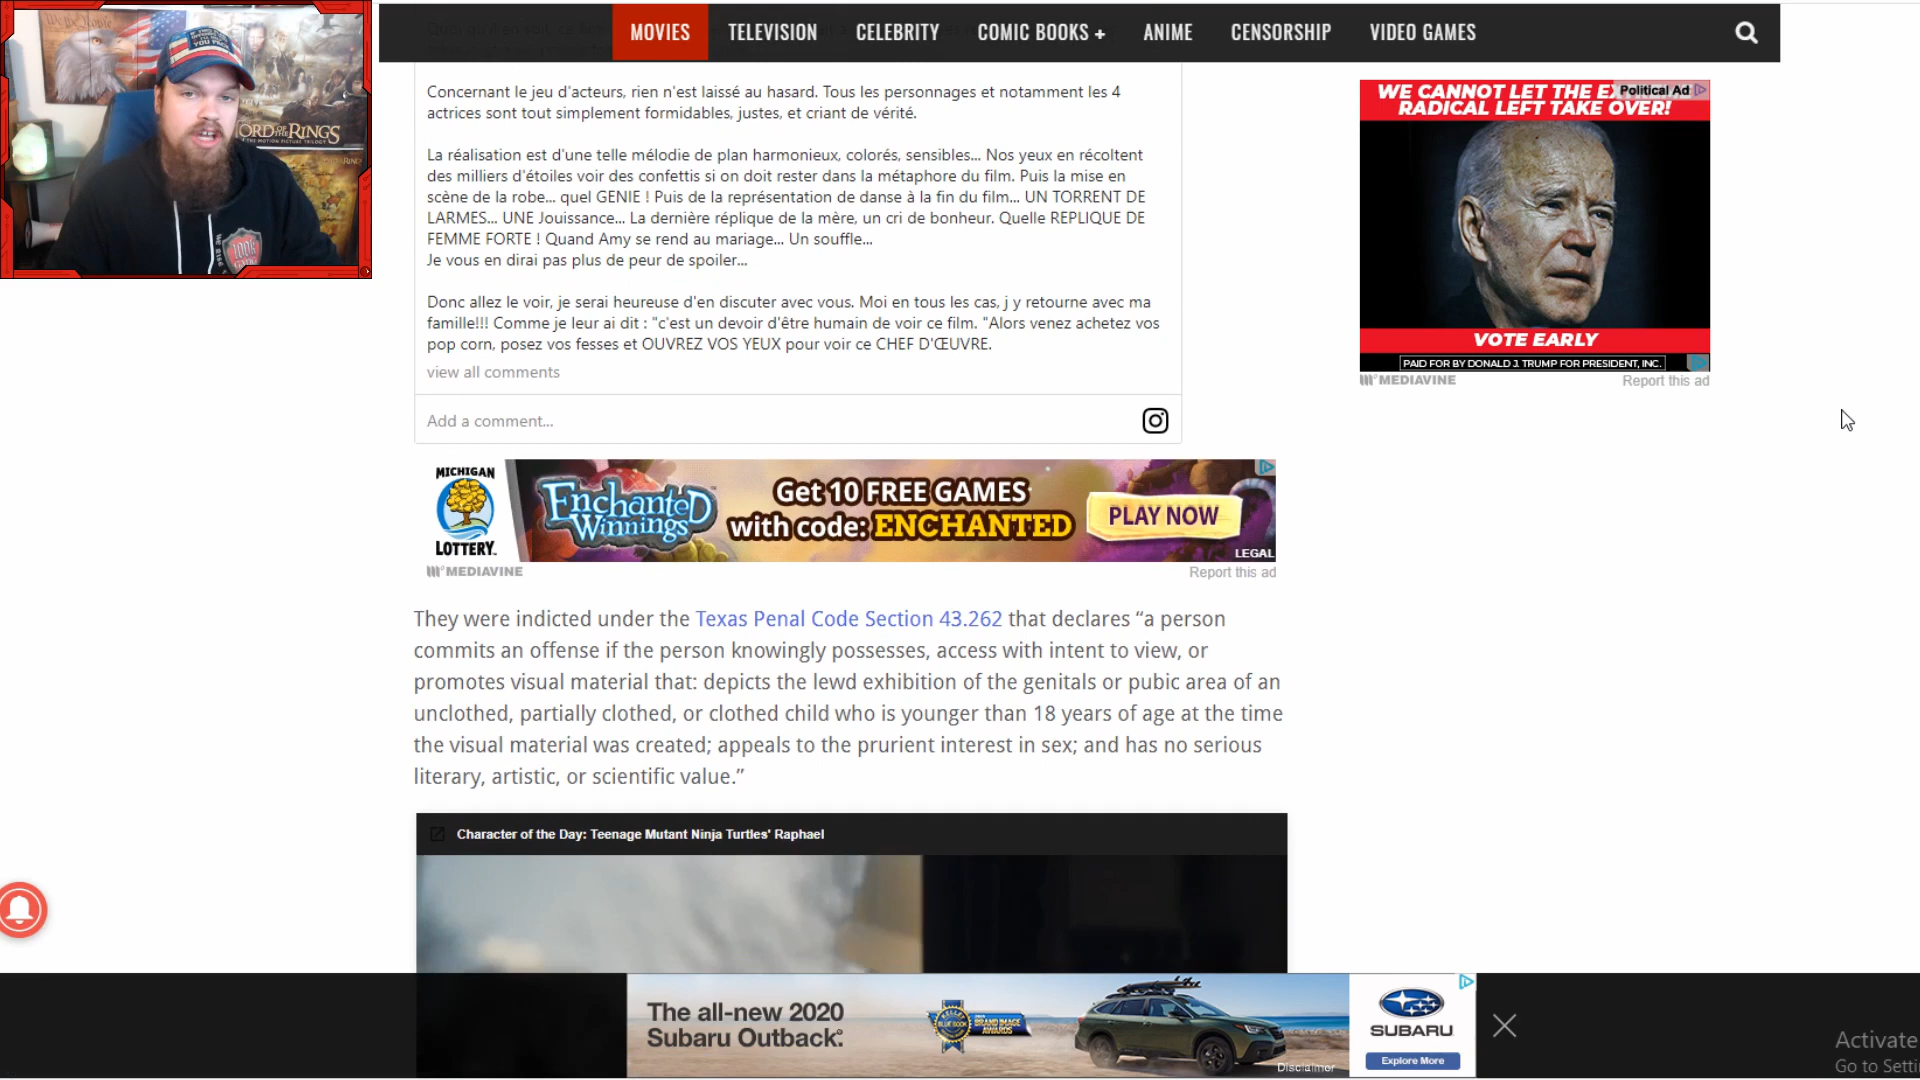 We the People
YOU PAID
LORD OF THE RINGS
THE MOTION PICTURE TRILOGY
100K
MOVIES
TELEVISION
CELEBRITY
COMIC BOOKS +
ANIME
CENSORSHIP
VIDEO GAMES
Concernant le jeu d'acteurs, rien n'est laissé au hasard. Tous les personnages et notamment les 4
actrices sont tout simplement formidables, justes, et criant de vérité.
La réalisation est d'une telle mélodie de plan harmonieux, colorés, sensibles... Nos yeux en récoltent
des milliers d'étoiles voir des confettis si on doit rester dans la métaphore du film. Puis la mise en
scène de la robe... quel GENIE ! Puis de la représentation de danse à la fin du film... UN TORRENT DE
LARMES... UNE Jouissance... La dernière réplique de la mère, un cri de bonheur. Quelle REPLIQUE DE
FEMME FORTE ! Quand Amy se rend au mariage... Un souffle...
Je vous en dirai pas plus de peur de spoiler...
Donc allez le voir, je serai heureuse d'en discuter avec vous. Moi en tous les cas, j y retourne avec ma
famille!!! Comme je leur ai dit : "c'est un devoir d'être humain de voir ce film. "Alors venez achetez vos
pop corn, posez vos fesses et OUVREZ VOS YEUX pour voir ce CHEF D'ŒUVRE.
view all comments
Add a comment...
WE CANNOT LET THE
Political Ad
RADICAL LEFT TAKE OVER!
VOTE EARLY
PAID FOR BY DONALD J. TRUMP FOR PRESIDENT, INC.
MEDIAVINE
Report this ad
MICHIGAN
LOTTERY
Enchanted
Winnings
Get 10 FREE GAMES
with code: ENCHANTED
PLAY NOW
LEGAL
MEDIAVINE
Report this ad
They were indicted under the Texas Penal Code Section 43.262 that declares “a person
commits an offense if the person knowingly possesses, access with intent to view, or
promotes visual material that: depicts the lewd exhibition of the genitals or pubic area of an
unclothed, partially clothed, or clothed child who is younger than 18 years of age at the time
the visual material was created; appeals to the prurient interest in sex; and has no serious
literary, artistic, or scientific value.”
Character of the Day: Teenage Mutant Ninja Turtles' Raphael
The all-new 2020
Subaru Outback.
BRAND IMAGE
AWARDS
Disclaimer
SUBARU
Explore More
Activate
Go to Setti